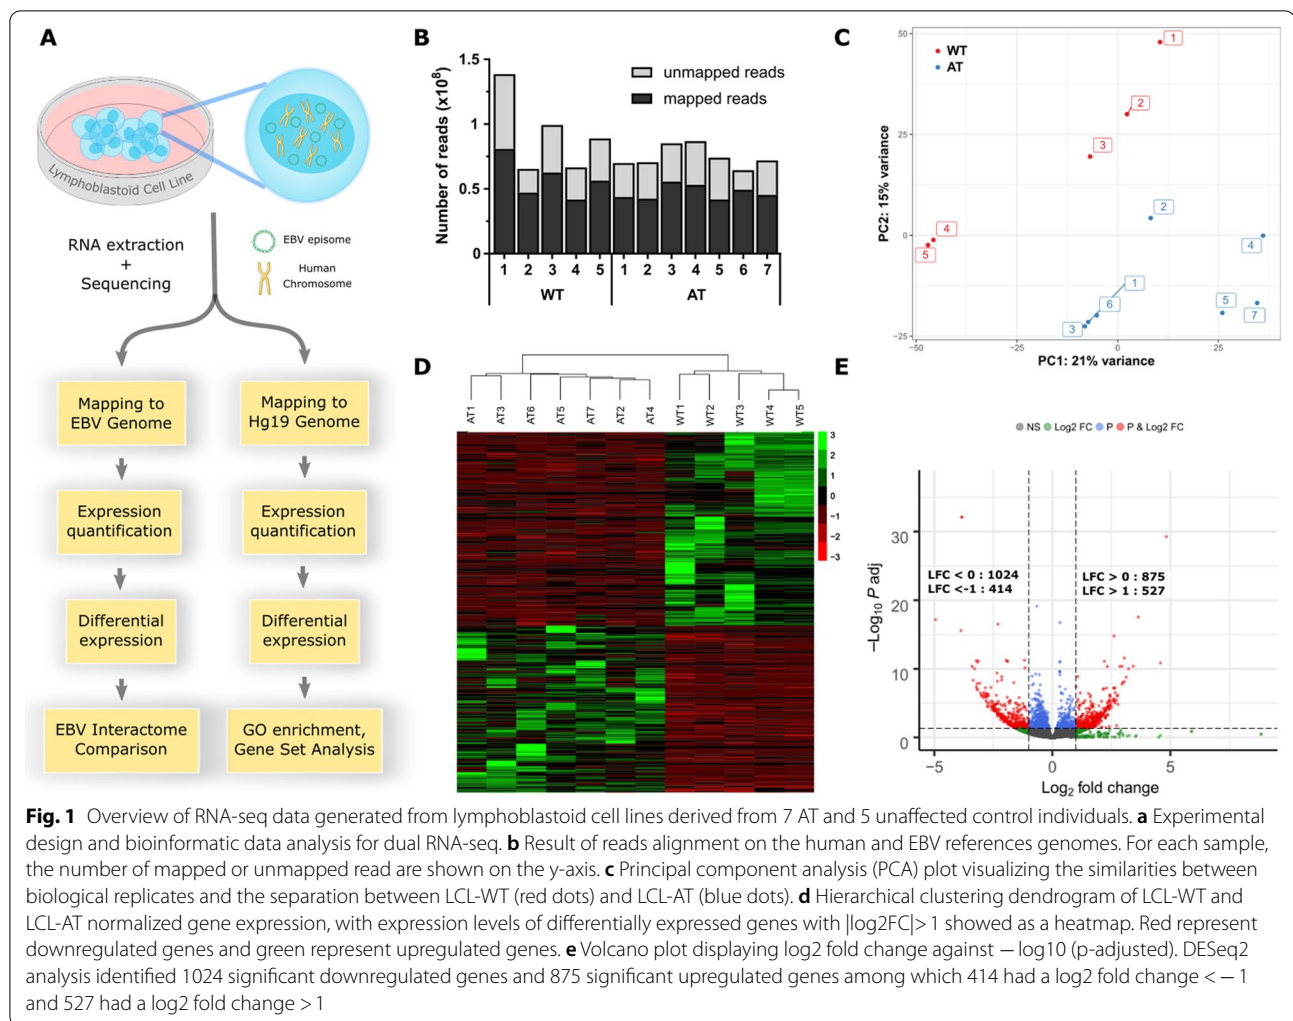 A
Lymphoblastoïd Cell Line
RNA extraction
+
Sequencing
EBV episome
Human
Chromosome
Mapping to
EBV Genome
Mapping to
Hg19 Genome
Expression
quantification
Expression
quantification
Differential
expression
Differential
expression
EBV Interactome
Comparison
GO enrichment,
Gene Set Analysis
B
Number of reads (x10⁸)
1.5
1
0.5
0
unmapped reads
mapped reads
1 2 3 4 5 1 2 3 4 5 6 7
WT AT
C
WT
AT
PC2: 15% variance
50
25
0
-25
1
2
3
2
4
4
5
1
6
5
3
7
-50 -25 0 25
PC1: 21% variance
D
AT1 AT3 AT6 AT5 AT7 AT2 AT4 WT1 WT2 WT3 WT4 WT5
3
2
1
0
−1
−2
−3
E
NS Log2 FC P P & Log2 FC
−Log₁₀ P adj
30
20
10
0
LFC < 0 : 1024
LFC <-1 : 414
LFC > 0 : 875
LFC > 1 : 527
−5 0 5
Log₂ fold change
Fig. 1 Overview of RNA-seq data generated from lymphoblastoid cell lines derived from 7 AT and 5 unaffected control individuals. a Experimental
design and bioinformatic data analysis for dual RNA-seq. b Result of reads alignment on the human and EBV references genomes. For each sample,
the number of mapped or unmapped read are shown on the y-axis. c Principal component analysis (PCA) plot visualizing the similarities between
biological replicates and the separation between LCL-WT (red dots) and LCL-AT (blue dots). d Hierarchical clustering dendrogram of LCL-WT and
LCL-AT normalized gene expression, with expression levels of differentially expressed genes with |log2FC|> 1 showed as a heatmap. Red represent
downregulated genes and green represent upregulated genes. e Volcano plot displaying log2 fold change against − log10 (p-adjusted). DESeq2
analysis identified 1024 significant downregulated genes and 875 significant upregulated genes among which 414 had a log2 fold change < − 1
and 527 had a log2 fold change > 1